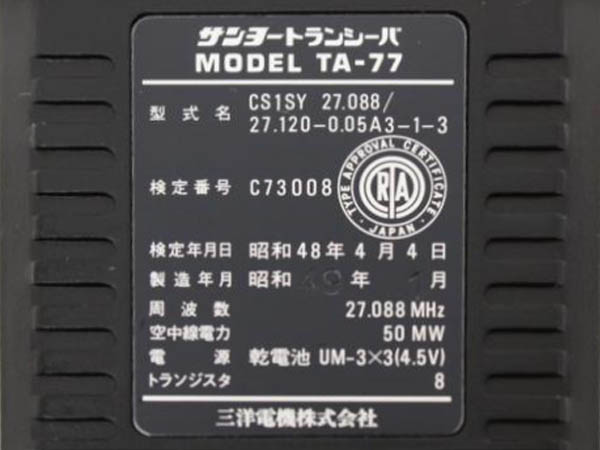 サンヨートランシーバ
MODEL TA-77
型式名 CS1SY 27.088/
27.120-0.05A3-1-3
検定番号 C73008
TYPE APPROVAL CERTIFICATE
RIA
JAPAN
検定年月日 昭和48年4月4日
製造年月 昭和49年 月
周波数 27.088 MHz
空中線電力 50 MW
電源 乾電池 UM-3×3(4.5V)
トランジスタ 8
三洋電機株式会社